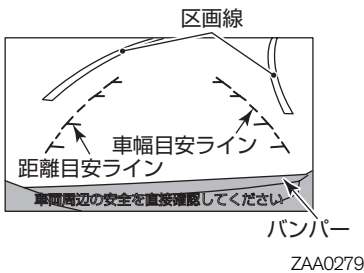 区画線
車幅目安ライン
距離目安ライン
車両周辺の安全を直接確認してください
バンパー
ZAA0279